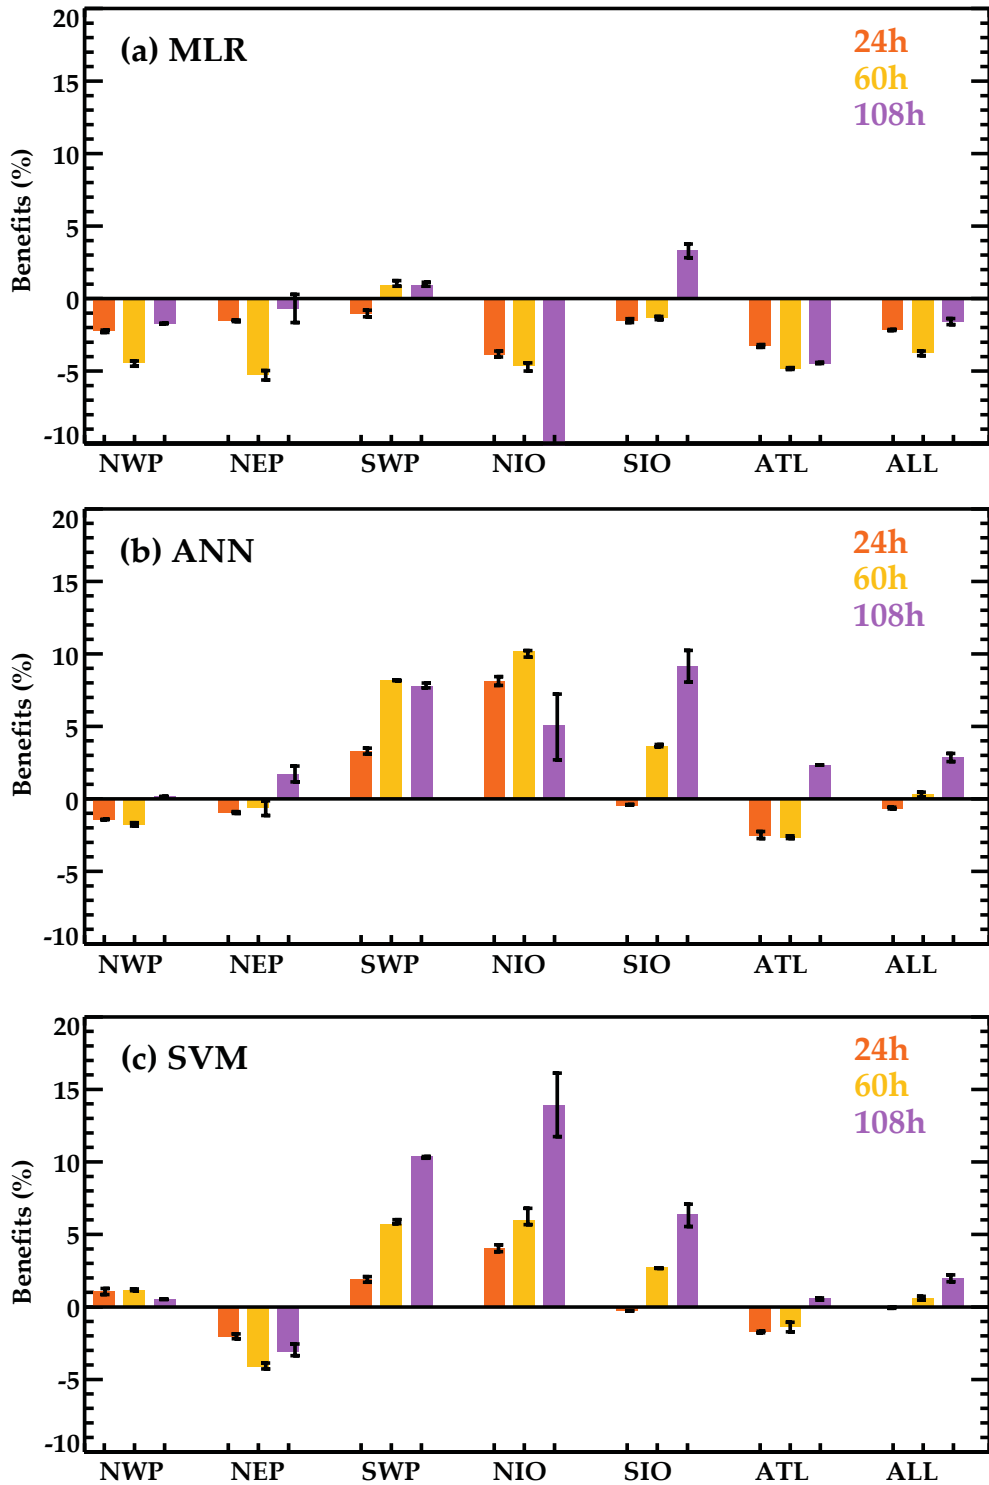 (a) MLR
24h
60h
108h
Benefits (%)
20
15
10
5
0
-5
-10
NWP NEP SWP NIO SIO ATL ALL
(b) ANN
24h
60h
108h
Benefits (%)
20
15
10
5
0
-5
-10
NWP NEP SWP NIO SIO ATL ALL
(c) SVM
24h
60h
108h
Benefits (%)
20
15
10
5
0
-5
-10
NWP NEP SWP NIO SIO ATL ALL